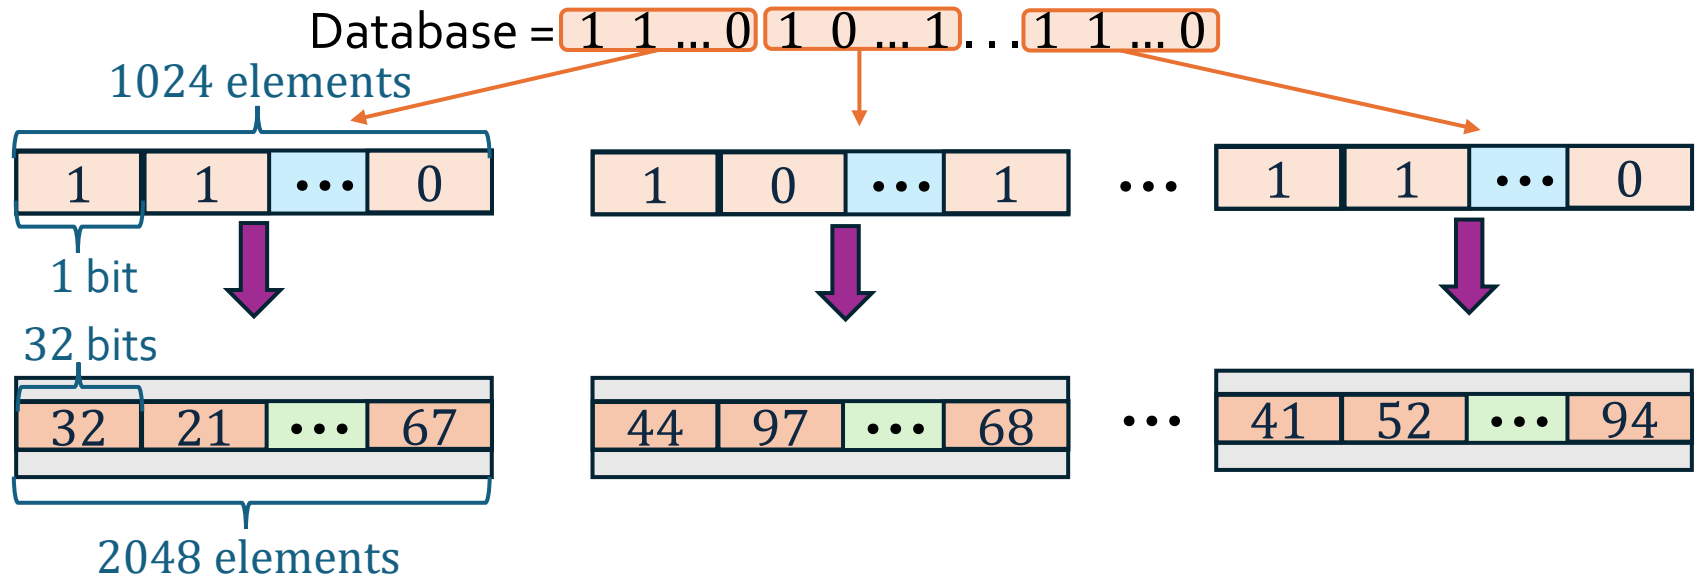 Database = 1 1 ... 0 1 0 ... 1 ... 1 1 ... 0
1024 elements
1 1 ... 0 1 0 ... 1 ... 1 1 ... 0
1 bit
32 bits
32 21 ... 67 44 97 ... 68 ... 41 52 ... 94
2048 elements